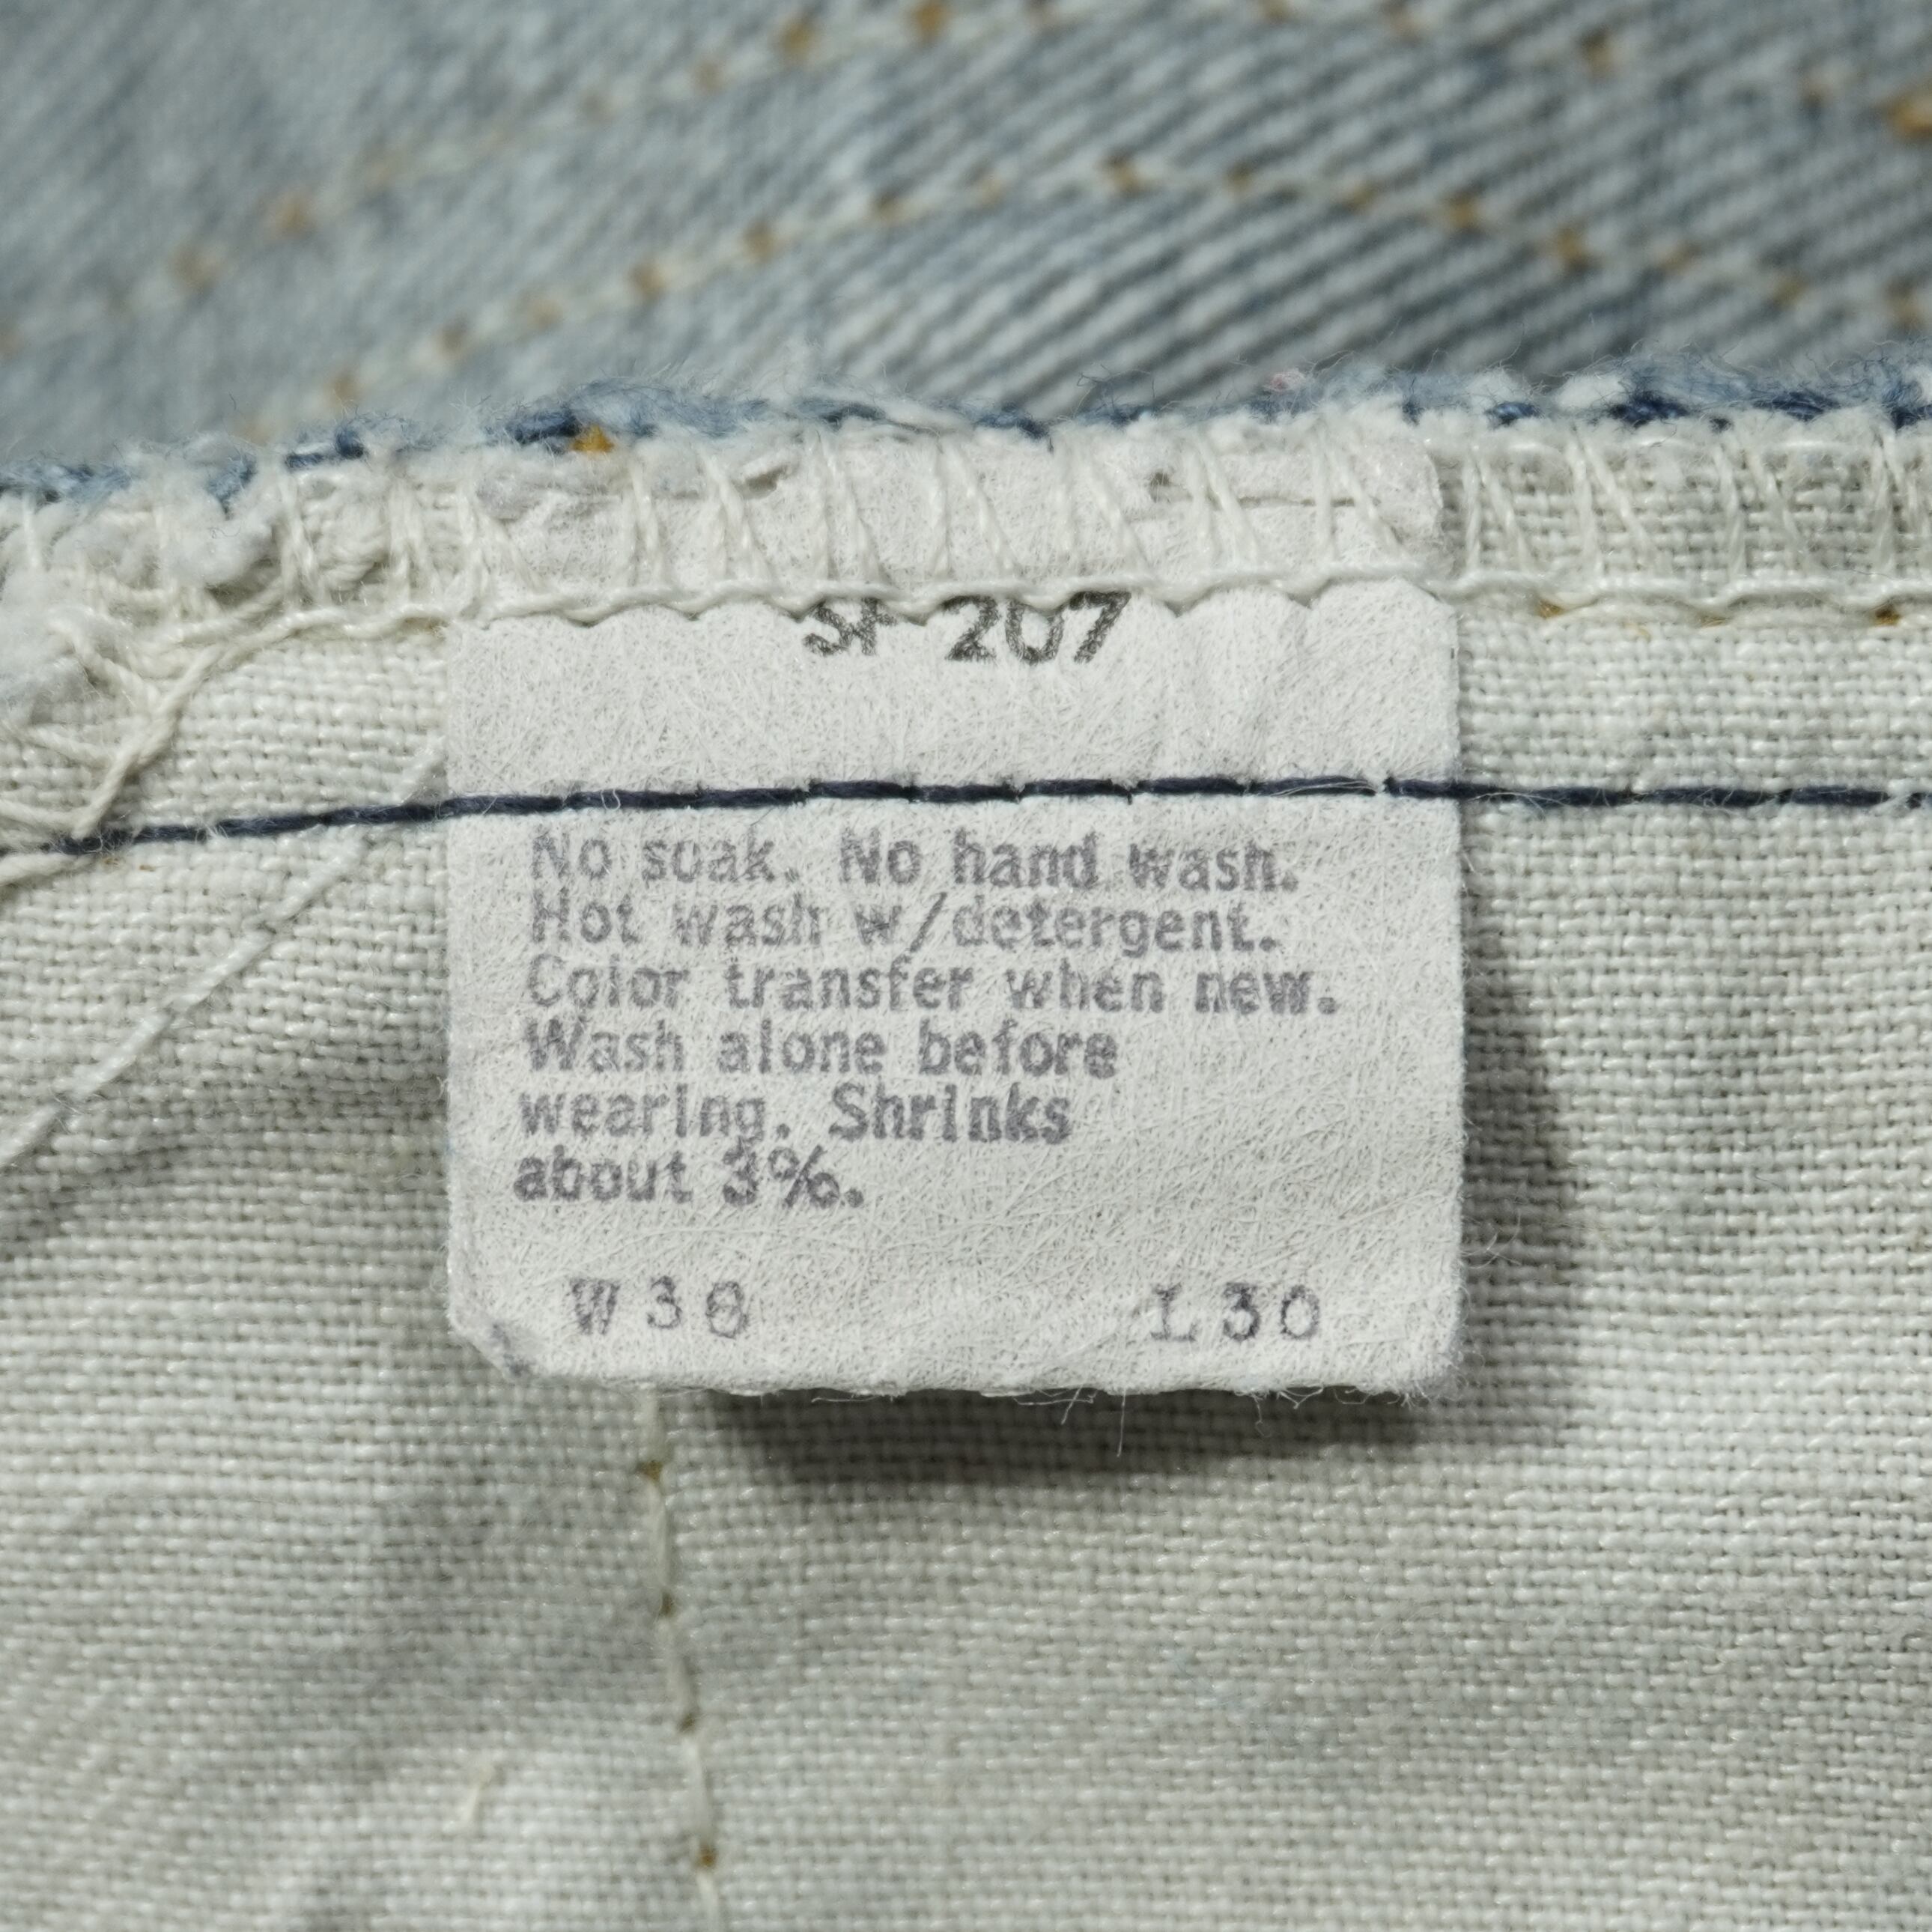 SF 207
No soak. No hand wash.
Hot wash w/detergent.
Color transfer when new.
Wash alone before
wearing. Shrinks
about 3%.
W36 L30